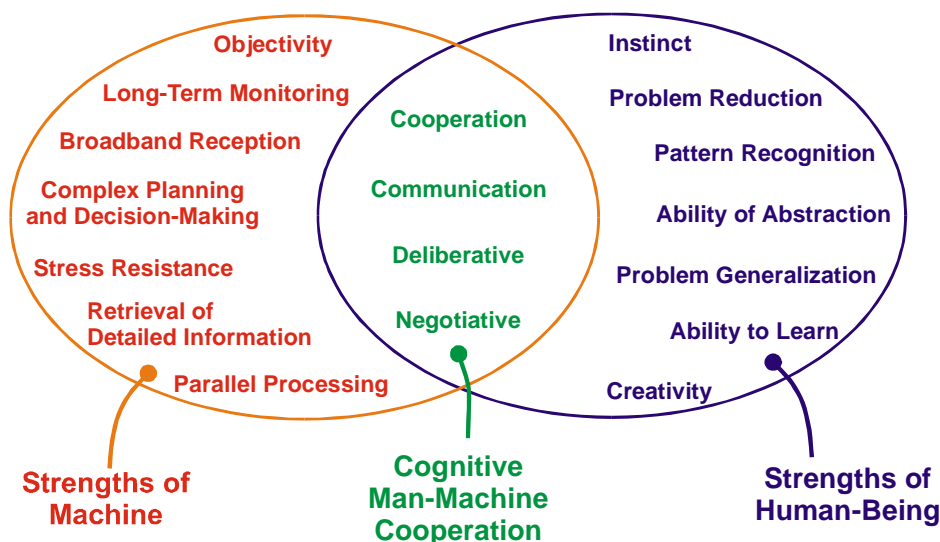 Objectivity
Long-Term Monitoring
Broadband Reception
Complex Planning
and Decision-Making
Stress Resistance
Retrieval of
Detailed Information
Parallel Processing
Strengths of
Machine
Cooperation
Communication
Deliberative
Negotiative
Cognitive
Man-Machine
Cooperation
Instinct
Problem Reduction
Pattern Recognition
Ability of Abstraction
Problem Generalization
Ability to Learn
Creativity
Strengths of
Human-Being